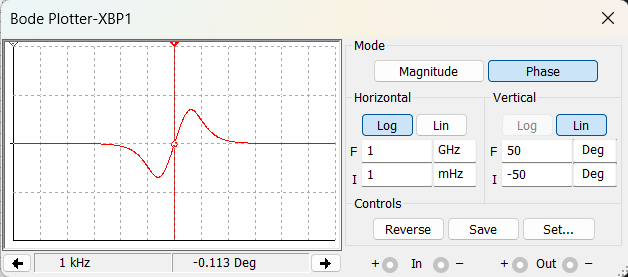 Bode Plotter-XBP1
Mode
Magnitude Phase
Horizontal Vertical
Log Lin Log Lin
F 1 GHz F 50 Deg
I 1 mHz I -50 Deg
Controls
Reverse Save Set...
1 kHz -0.113 Deg + In − + Out −